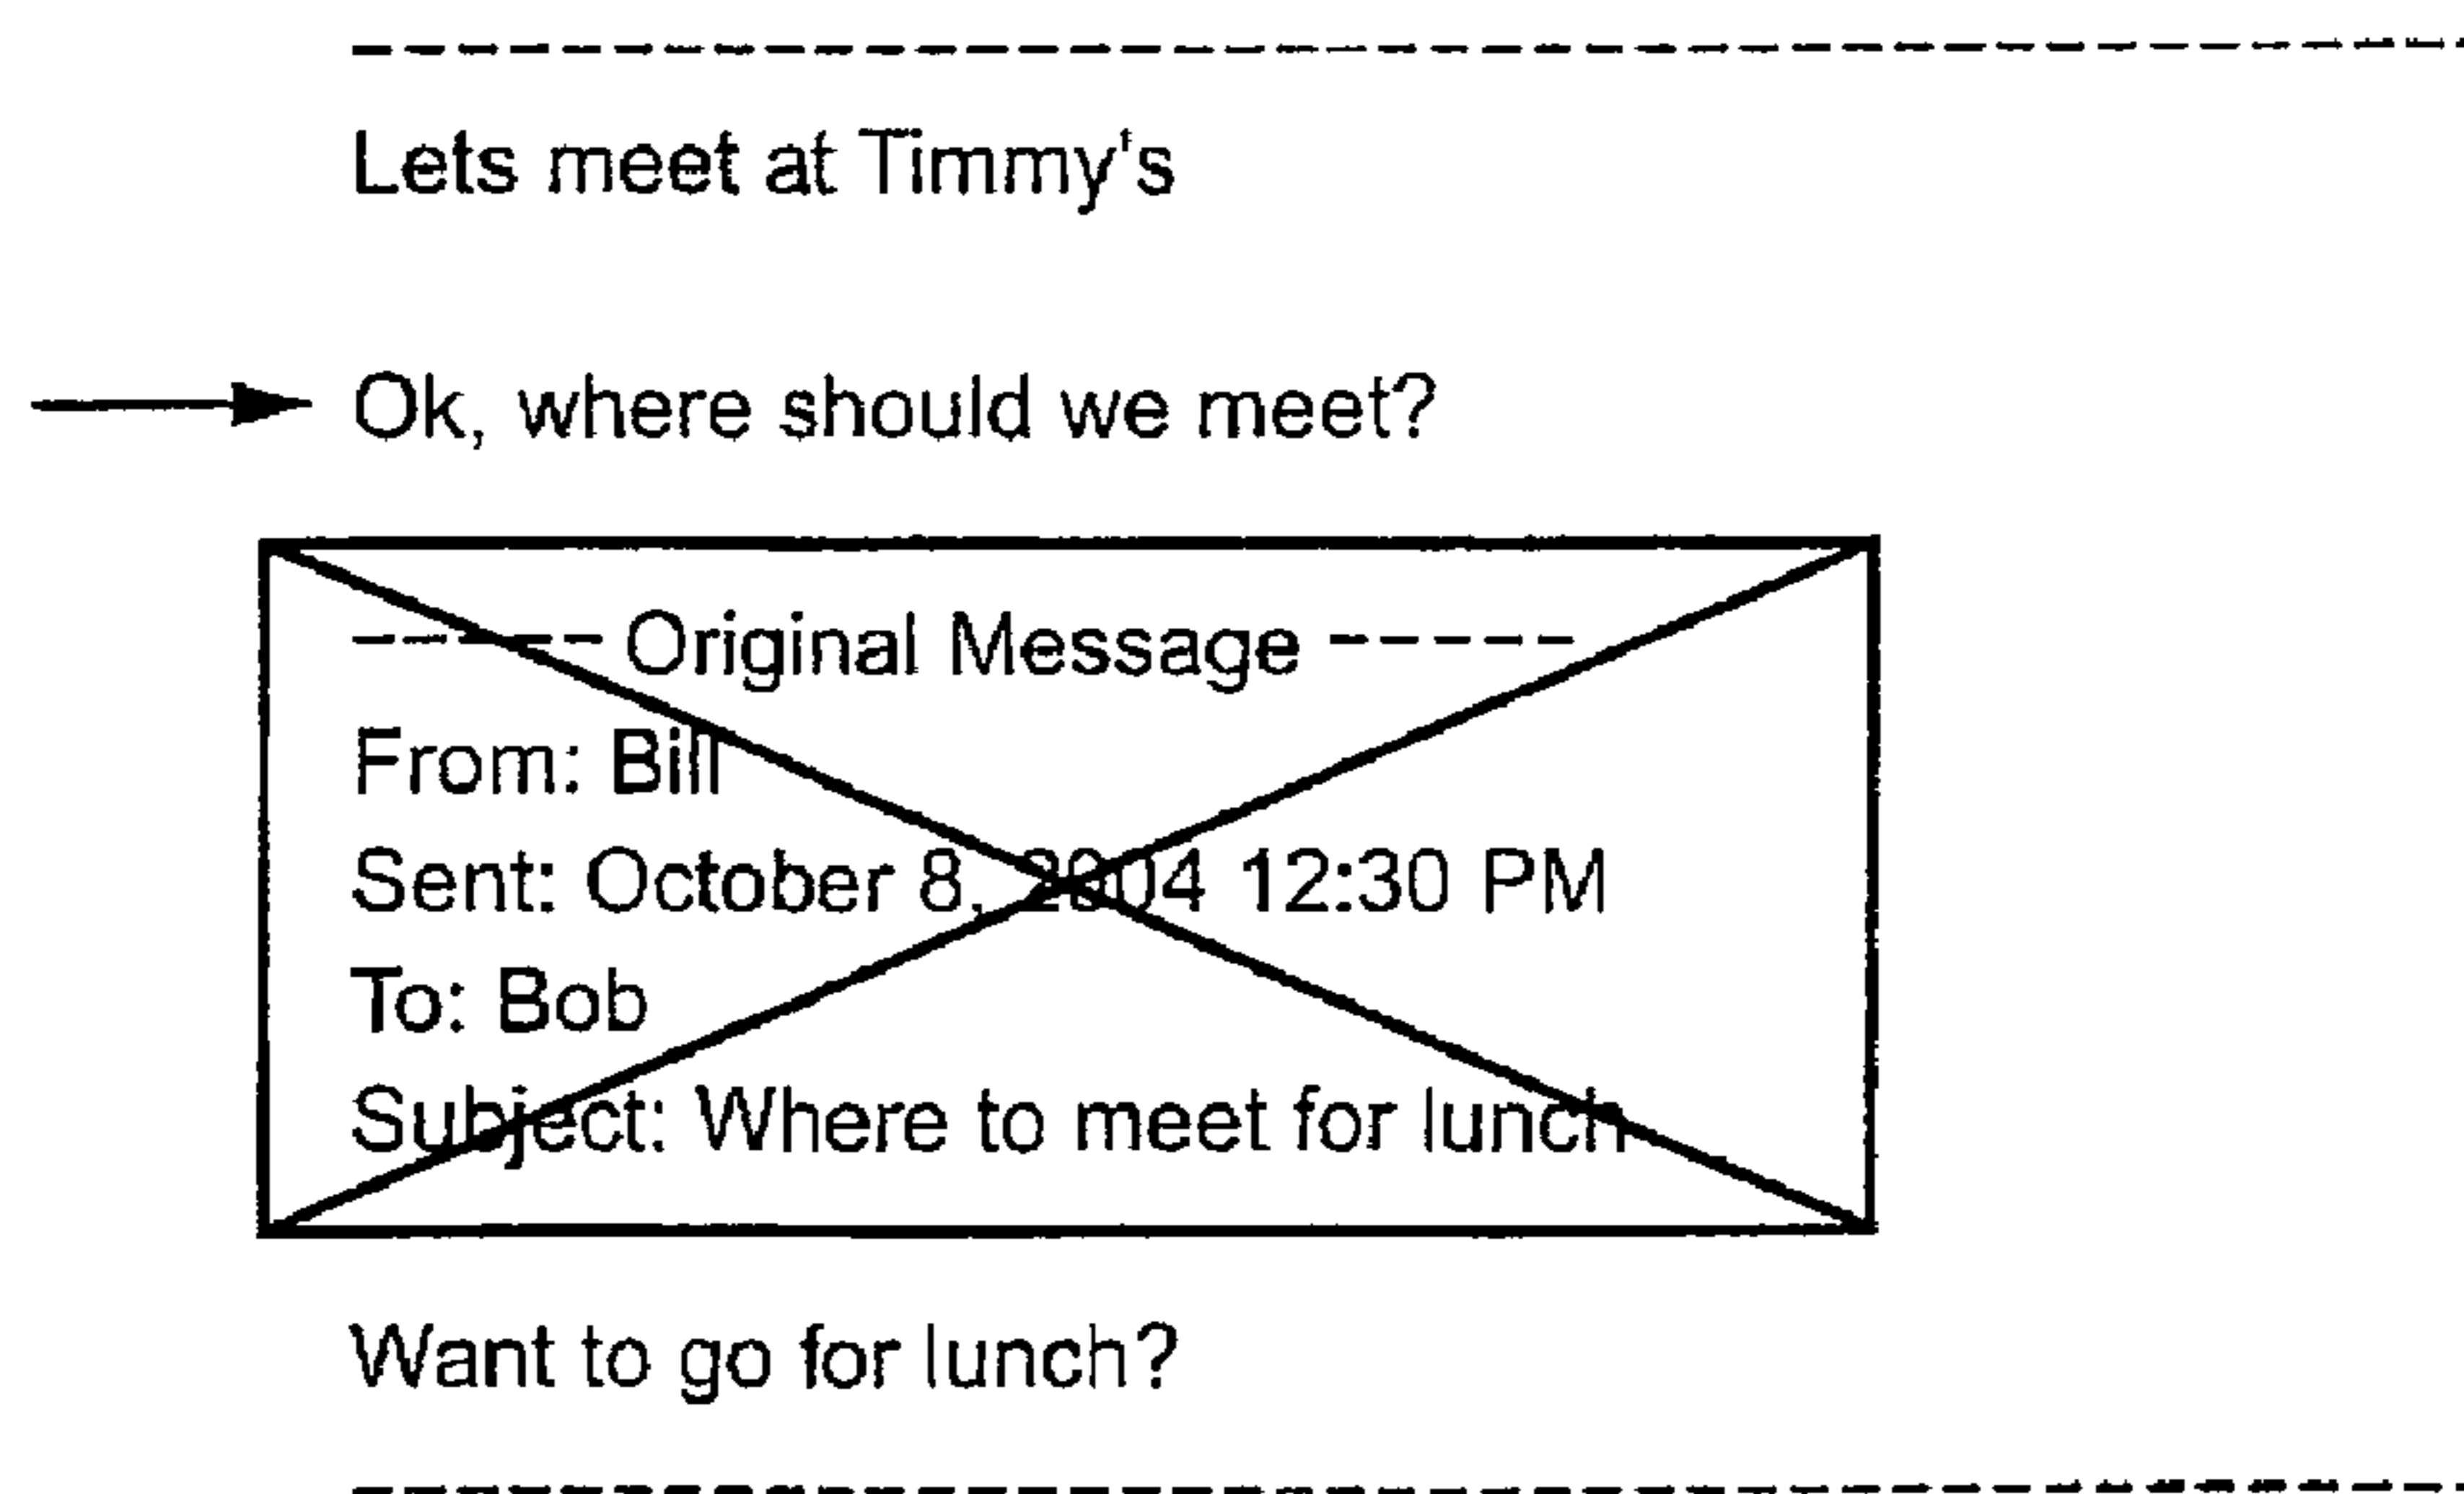 Lets meet at Timmy's
Ok, where should we meet?
----- Original Message -----
From: Bill
Sent: October 8, 2004 12:30 PM
To: Bob
Subject: Where to meet for lunch
Want to go for lunch?